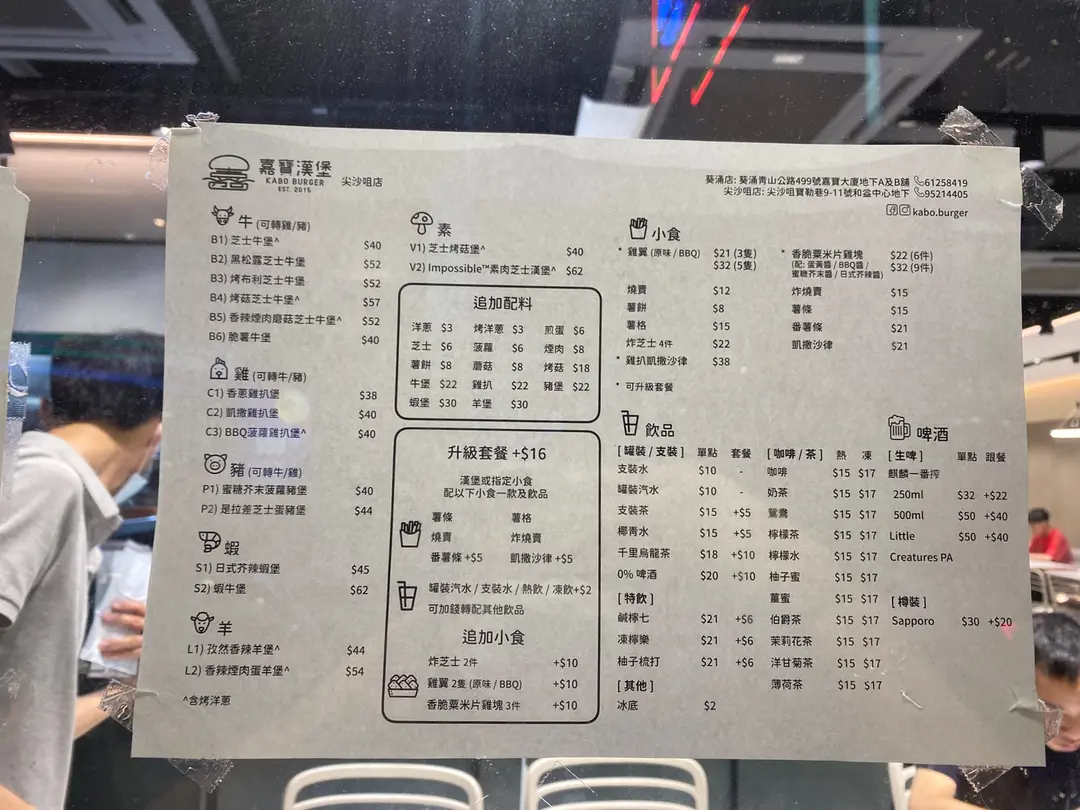 嘉寶漢堡
KABO BURGER
EST. 2015
尖沙咀店
葵涌店: 葵涌青山公路499號嘉寶大廈地下A及B舖 61258419
尖沙咀店: 尖沙咀寶勒巷9-11號和益中心地下 95214405
kabo.burger
牛 (可轉雞/豬)
B1) 芝士牛堡^ $40
B2) 黑松露芝士牛堡 $52
B3) 烤布利芝士牛堡 $52
B4) 烤菇芝士牛堡^ $57
B5) 香辣煙肉磨菇芝士牛堡^ $52
B6) 脆薯牛堡 $40
雞 (可轉牛/豬)
C1) 香蔥雞扒堡 $38
C2) 凱撒雞扒堡 $40
C3) BBQ菠蘿雞扒堡^ $40
豬 (可轉牛/雞)
P1) 蜜糖芥末菠蘿豬堡 $40
P2) 是拉差芝士蛋豬堡 $44
蝦
S1) 日式芥辣蝦堡 $45
S2) 蝦牛堡 $62
羊
L1) 孜然香辣羊堡^ $44
L2) 香辣煙肉蛋羊堡^ $54
^含烤洋蔥
素
V1) 芝士烤菇堡^ $40
V2) Impossible™素肉芝士漢堡^ $62
追加配料
洋蔥 $3 烤洋蔥 $3 煎蛋 $6
芝士 $6 菠蘿 $6 煙肉 $8
薯餅 $8 蘑菇 $8 烤菇 $18
牛堡 $22 雞扒 $22 豬堡 $22
蝦堡 $30 羊堡 $30
升級套餐 +$16
漢堡或指定小食
配以下小食一款及飲品
薯條 薯格
燒賣 炸燒賣
番薯條 +$5 凱撒沙律 +$5
罐裝汽水 / 支裝水 / 熱飲 / 凍飲+$2
可加錢轉配其他飲品
追加小食
炸芝士 2件 +$10
雞翼 2隻 (原味 / BBQ) +$10
香脆粟米片雞塊 3件 +$10
小食
* 雞翼 (原味 / BBQ) $21 (3隻)
$32 (5隻)
燒賣 $12
薯餅 $8
薯格 $15
炸芝士 4件 $22
* 雞扒凱撒沙律 $38
* 可升級套餐
* 香脆粟米片雞塊 $22 (6件)
(配: 蛋黃醬 / BBQ醬 / $32 (9件)
蜜糖芥末醬 / 日式芥辣醬)
炸燒賣 $15
薯條 $15
番薯條 $21
凱撒沙律 $21
飲品
[ 罐裝 / 支裝 ] 單點 套餐
支裝水 $10 -
罐裝汽水 $10 -
支裝茶 $15 +$5
椰青水 $15 +$5
千里烏龍茶 $18 +$10
0% 啤酒 $20 +$10
[ 特飲 ]
鹹檸七 $21 +$6
凍檸樂 $21 +$6
柚子梳打 $21 +$6
[ 其他 ]
冰底 $2
[ 咖啡 / 茶 ] 熱 凍
咖啡 $15 $17
奶茶 $15 $17
鴛鴦 $15 $17
檸檬茶 $15 $17
檸檬水 $15 $17
柚子蜜 $15 $17
薑蜜 $15 $17
伯爵茶 $15 $17
茉莉花茶 $15 $17
洋甘菊茶 $15 $17
薄荷茶 $15 $17
啤酒
[ 生啤 ] 單點 跟餐
麒麟一番搾
250ml $32 +$22
500ml $50 +$40
Little $50 +$40
Creatures PA
[ 樽裝 ]
Sapporo $30 +$20